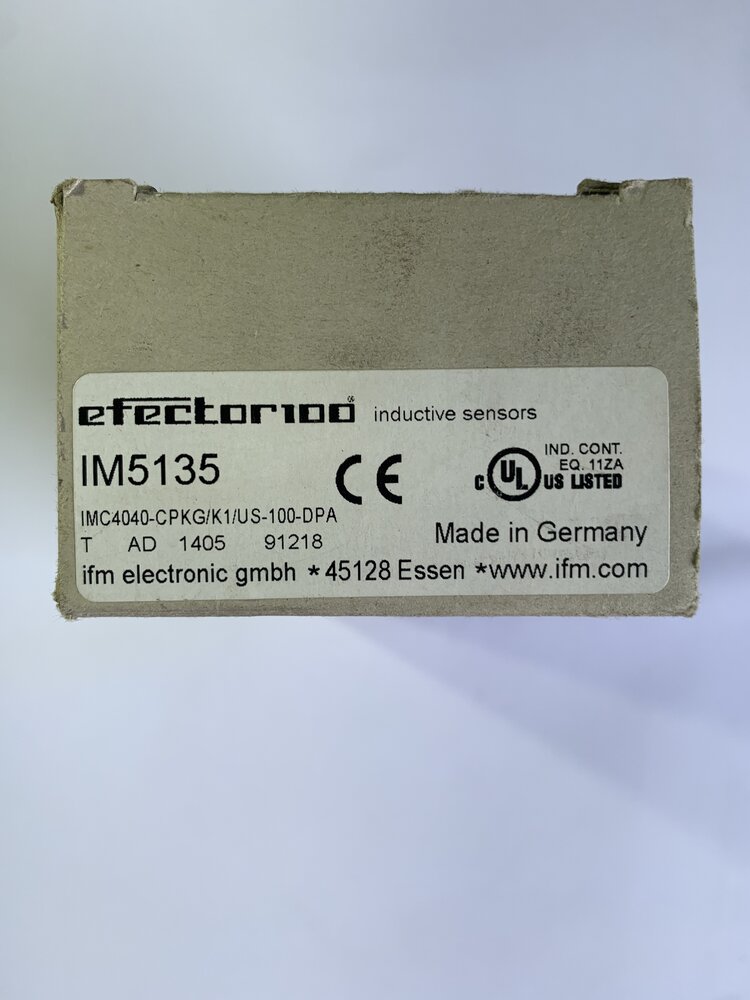 efector100® inductive sensors
IM5135
CE
IND. CONT.
EQ. 11ZA
C UL US LISTED
IMC4040-CPKG/K1/US-100-DPA
T AD 1405 91218
Made in Germany
ifm electronic gmbh * 45128 Essen *www.ifm.com